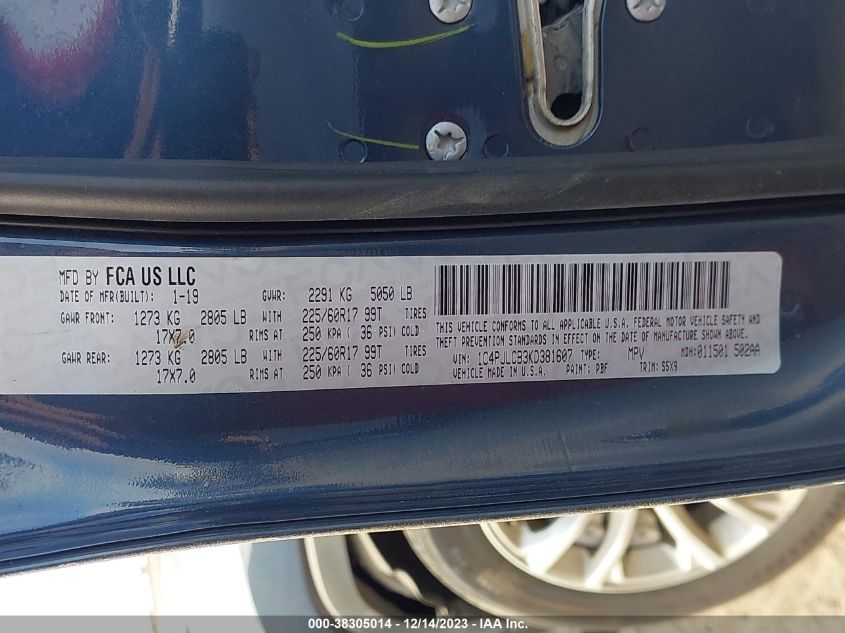 MFD BY FCA US LLC
DATE OF MFR(BUILT): 1-19 GVWR: 2291 KG 5050 LB
GAWR FRONT: 1273 KG 2805 LB WITH 225/60R17 99T TIRES
17X7.0 RIMS AT 250 KPA ( 36 PSI) COLD
GAWR REAR: 1273 KG 2805 LB WITH 225/60R17 99T TIRES
17X7.0 RIMS AT 250 KPA ( 36 PSI) COLD
THIS VEHICLE CONFORMS TO ALL APPLICABLE U.S.A. FEDERAL MOTOR VEHICLE SAFETY AND
THEFT PREVENTION STANDARDS IN EFFECT ON THE DATE OF MANUFACTURE SHOWN ABOVE.
VIN: 1C4PJLCB3KD381607 TYPE: MPV MDH:011501 502AA
VEHICLE MADE IN U.S.A. PAINT: PBF TRIM: S5X9
000-38305014 - 12/14/2023 - IAAI.COM